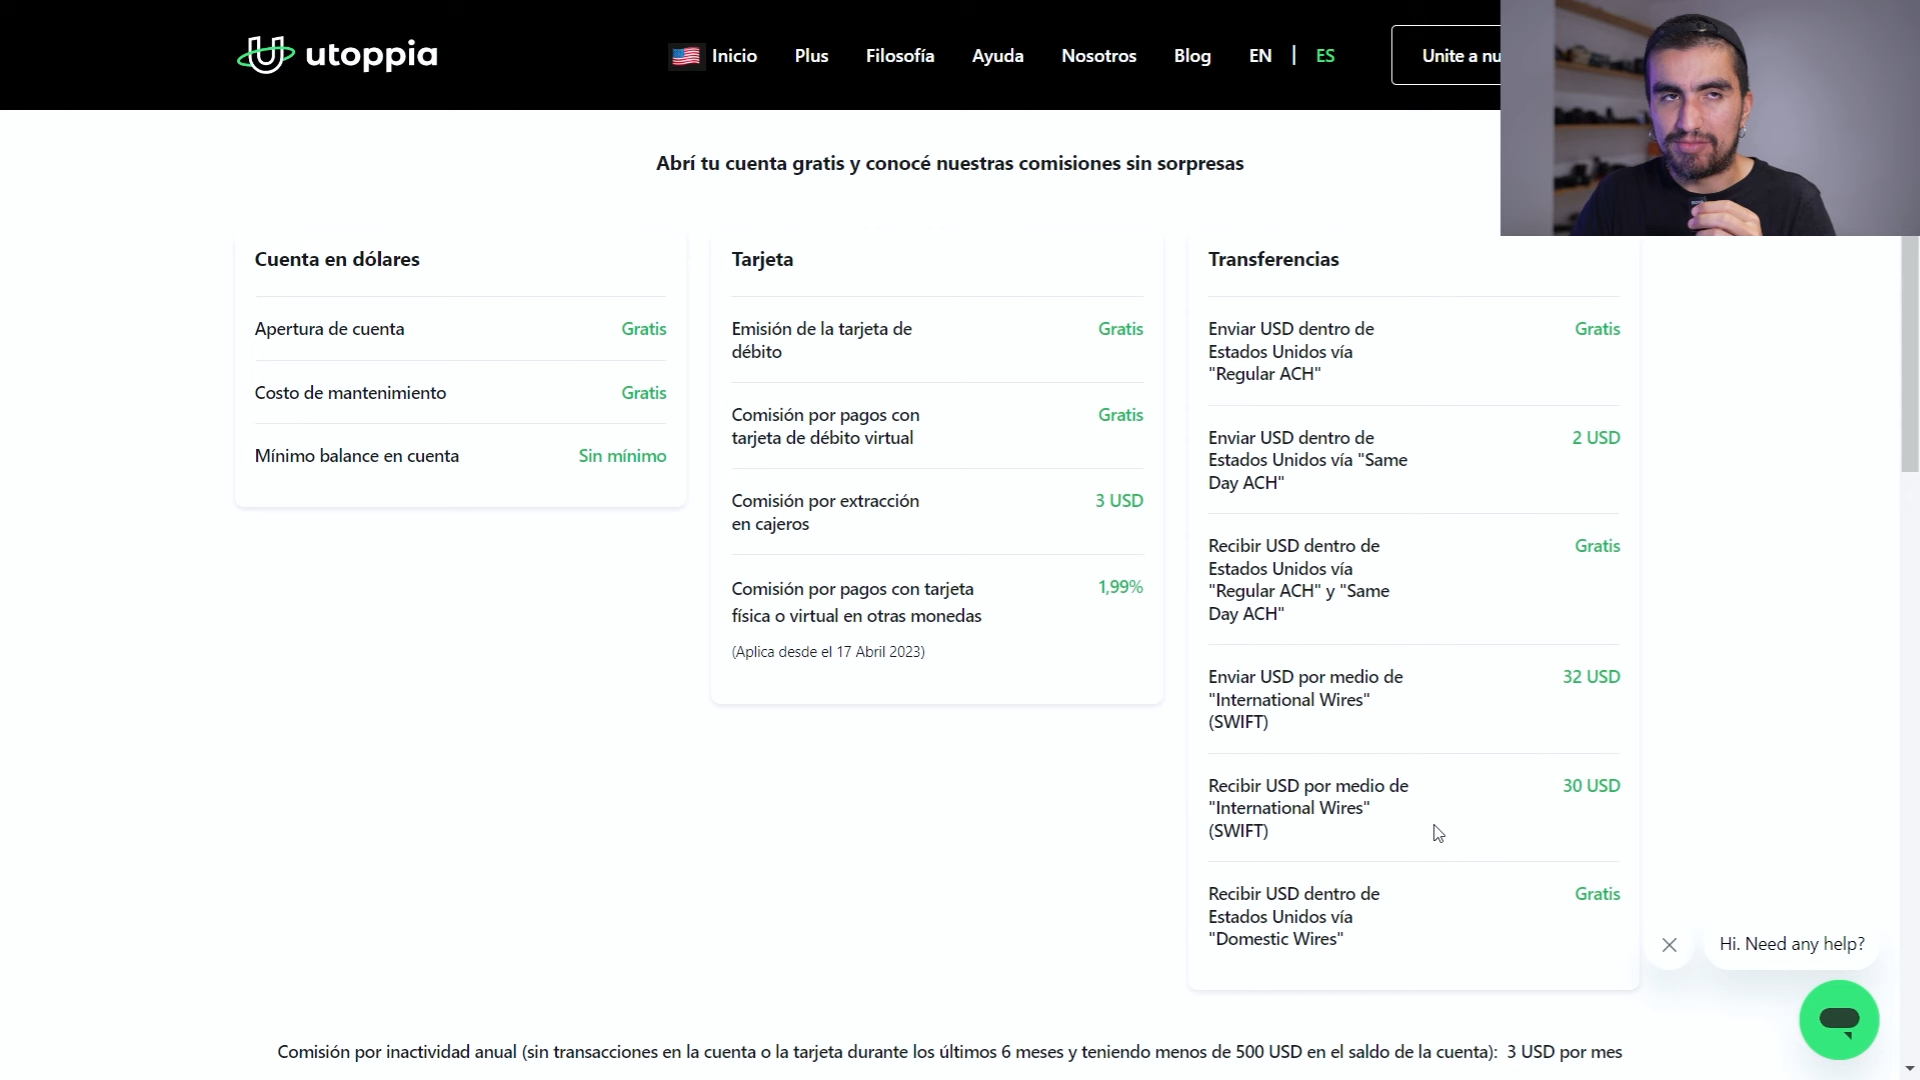 utoppia
Inicio Plus Filosofía Ayuda Nosotros Blog EN | ES Unite a nu
Abrí tu cuenta gratis y conocé nuestras comisiones sin sorpresas
Cuenta en dólares
Apertura de cuenta Gratis
Costo de mantenimiento Gratis
Mínimo balance en cuenta Sin mínimo
Tarjeta
Emisión de la tarjeta de Gratis
débito
Comisión por pagos con Gratis
tarjeta de débito virtual
Comisión por extracción 3 USD
en cajeros
Comisión por pagos con tarjeta 1,99%
física o virtual en otras monedas
(Aplica desde el 17 Abril 2023)
Transferencias
Enviar USD dentro de Gratis
Estados Unidos vía
"Regular ACH"
Enviar USD dentro de 2 USD
Estados Unidos vía "Same
Day ACH"
Recibir USD dentro de Gratis
Estados Unidos vía
"Regular ACH" y "Same
Day ACH"
Enviar USD por medio de 32 USD
"International Wires"
(SWIFT)
Recibir USD por medio de 30 USD
"International Wires"
(SWIFT)
Recibir USD dentro de Gratis
Estados Unidos vía
"Domestic Wires"
Hi. Need any help?
Comisión por inactividad anual (sin transacciones en la cuenta o la tarjeta durante los últimos 6 meses y teniendo menos de 500 USD en el saldo de la cuenta): 3 USD por mes